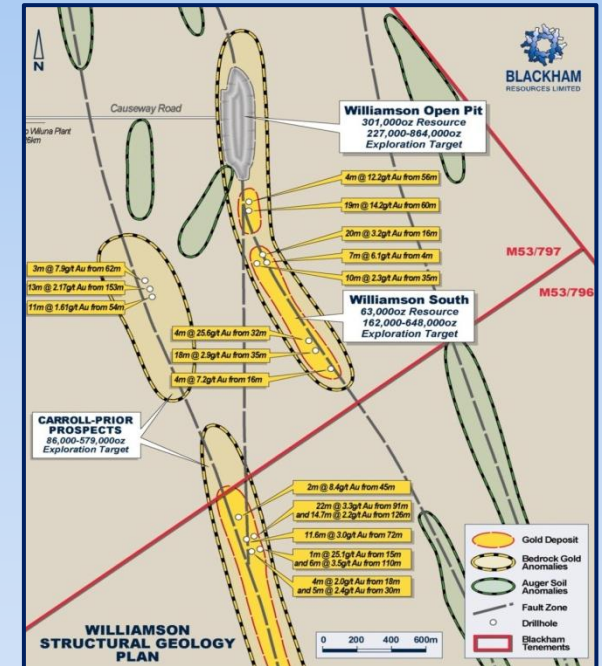 N
BLACKHAM
RESOURCES LIMITED
Causeway Road
Wiluna Plant
Williamson Open Pit
301,000oz Resource
227,000-864,000oz
Exploration Target
4m @ 12.2g/t Au from 56m
19m @ 14.2g/t Au from 60m
20m @ 3.2g/t Au from 16m
7m @ 6.1g/t Au from 4m
10m @ 2.3g/t Au from 35m
M53/797
M53/796
3m @ 7.9g/t Au from 62m
13m @ 2.17g/t Au from 153m
11m @ 1.61g/t Au from 54m
Williamson South
63,000oz Resource
162,000-648,000oz
Exploration Target
4m @ 25.6g/t Au from 32m
18m @ 2.9g/t Au from 35m
4m @ 7.2g/t Au from 16m
CARROLL-PRIOR
PROSPECTS
86,000-579,000oz
Exploration Target
2m @ 8.4g/t Au from 45m
22m @ 3.3g/t Au from 91m
and 14.7m @ 2.2g/t Au from 126m
11.6m @ 3.0g/t Au from 72m
1m @ 25.1g/t Au from 15m
and 6m @ 3.5g/t Au from 110m
4m @ 2.0g/t Au from 18m
and 5m @ 2.4g/t Au from 30m
Gold Deposit
Bedrock Gold
Anomalies
Auger Soil
Anomalies
Fault Zone
Drillhole
Blackham
Tenements
WILLIAMSON
STRUCTURAL GEOLOGY
PLAN
0 200 400 600m